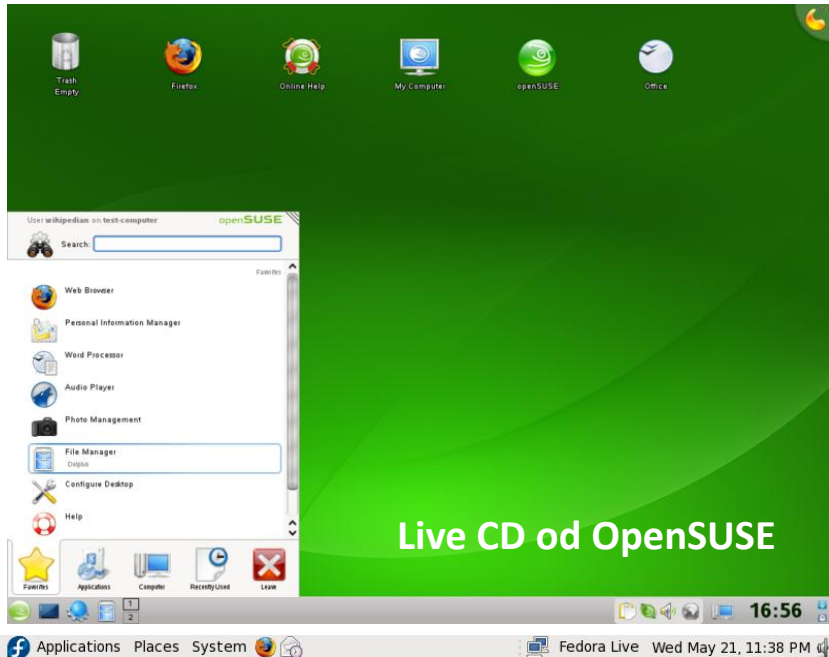 Trash
Empty
Firefox
Online Help
My Computer
openSUSE
Office
User wikipedian on test-computer
openSUSE
Search:
Favorites
Web Browser
Personal Information Manager
Word Processor
Audio Player
Photo Management
File Manager
Dolphin
Configure Desktop
Help
Live CD od OpenSUSE
Favorites
Applications
Computer
Recently Used
Leave
1
2
16:56
Applications Places System
Fedora Live Wed May 21, 11:38 PM